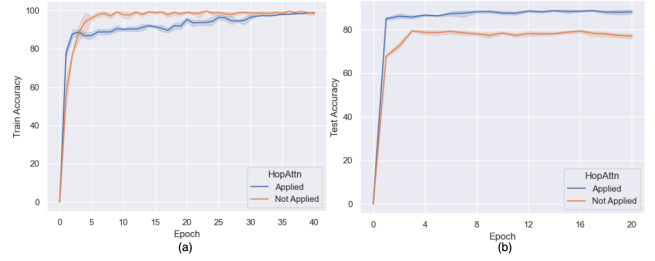 100
80
60
40
20
0
Train Accuracy
HopAttn
Applied
Not Applied
0 5 10 15 20 25 30 35 40
Epoch
(a)
80
60
40
20
0
Test Accuracy
HopAttn
Applied
Not Applied
0 4 8 12 16 20
Epoch
(b)